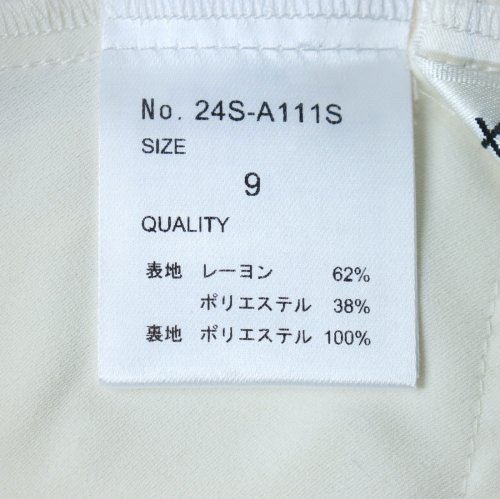 No. 24S-A111S
SIZE
9
QUALITY
表地 レーヨン 62%
ポリエステル 38%
裏地 ポリエステル 100%